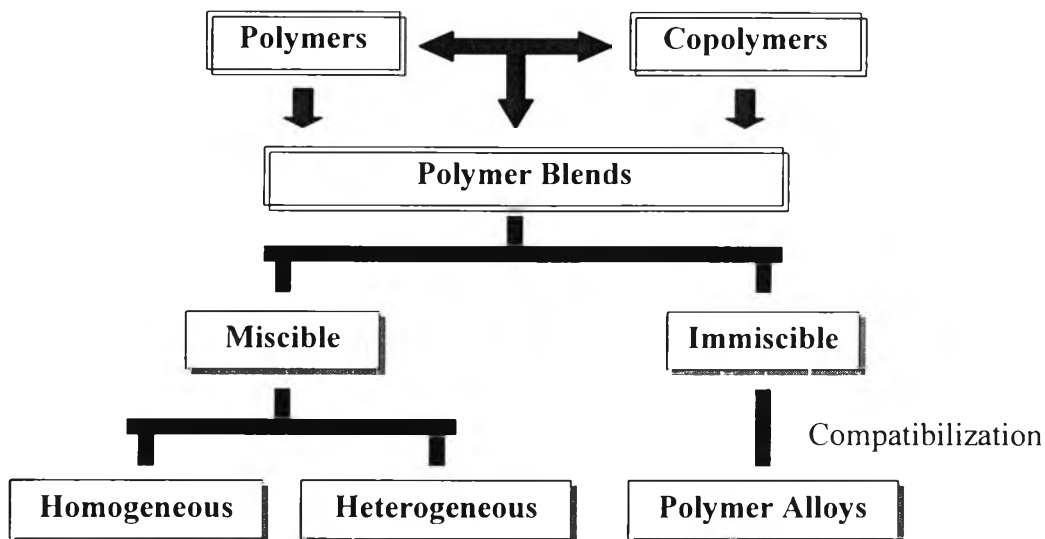 Polymers
Copolymers
Polymer Blends
Miscible
Immiscible
Compatibilization
Homogeneous
Heterogeneous
Polymer Alloys